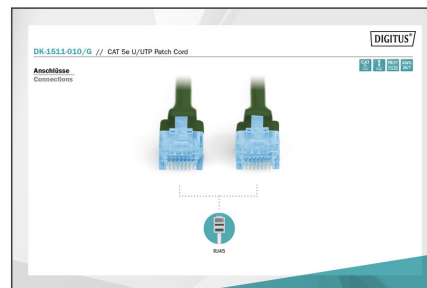 DIGITUS®
DK-1511-010/G // CAT 5e U/UTP Patch Cord
Anschlüsse
Connections
RJ45